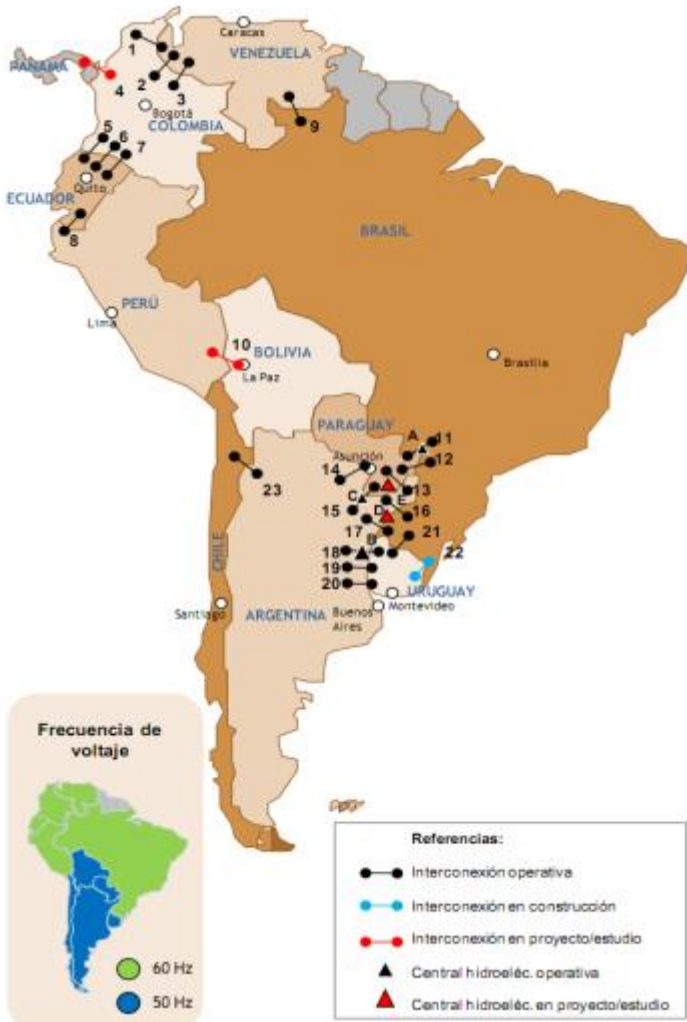 Caracas
VENEZUELA
PANAMÁ
1
2
3
4
Bogotá
COLOMBIA
5
6
7
9
Quito
ECUADOR
8
BRASIL
PERÚ
Lima
10
BOLIVIA
La Paz
Brasilia
PARAGUAY
A
11
12
Asunción
14
13
C
E
23
15
D
16
17
21
B
18
22
19
20
CHILE
URUGUAY
Santiago
ARGENTINA
Buenos
Aires
Montevideo
Frecuencia de
voltaje
60 Hz
50 Hz
Referencias:
Interconexión operativa
Interconexión en construcción
Interconexión en proyecto/estudio
Central hidroeléc. operativa
Central hidroeléc. en proyecto/estudio